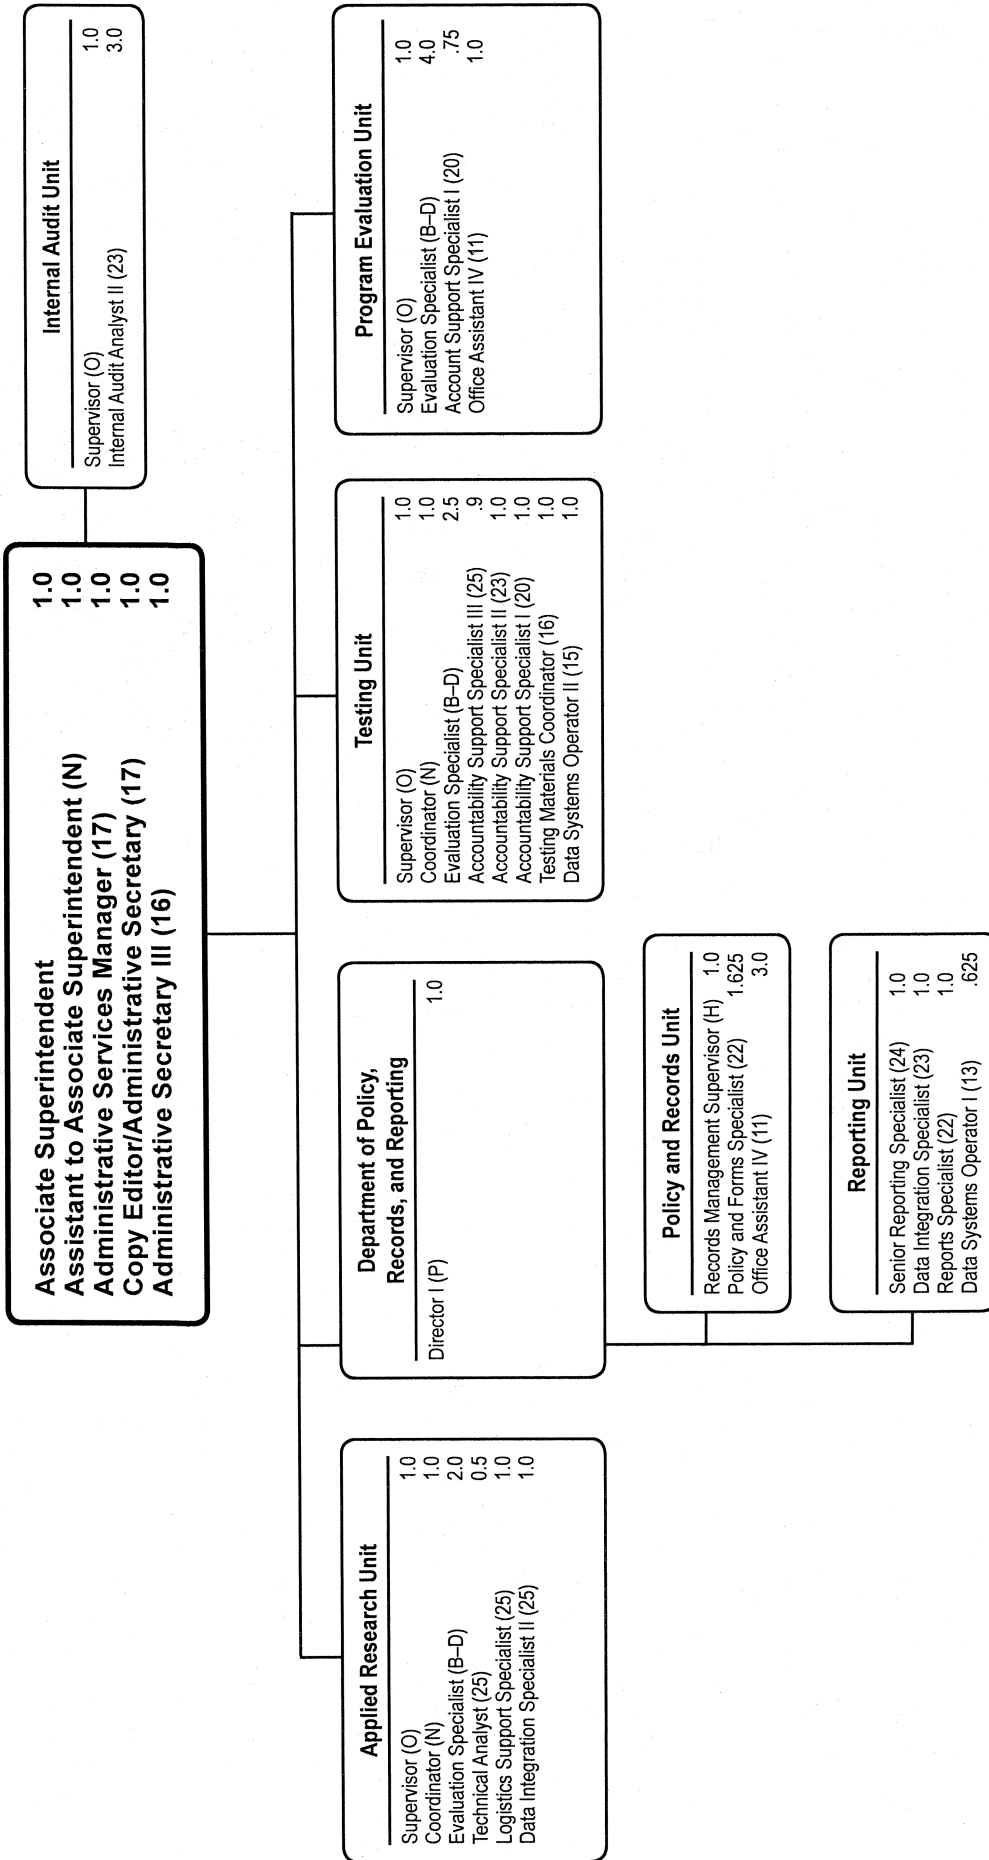 Associate Superintendent 1.0
Assistant to Associate Superintendent (N) 1.0
Administrative Services Manager (17) 1.0
Copy Editor/Administrative Secretary (17) 1.0
Administrative Secretary III (16) 1.0
Internal Audit Unit
Supervisor (O) 1.0
Internal Audit Analyst II (23) 3.0
Applied Research Unit
Supervisor (O) 1.0
Coordinator (N) 1.0
Evaluation Specialist (B–D) 2.0
Technical Analyst (25) 0.5
Logistics Support Specialist (25) 1.0
Data Integration Specialist II (25) 1.0
Department of Policy,
Records, and Reporting
Director I (P) 1.0
Policy and Records Unit
Records Management Supervisor (H) 1.0
Policy and Forms Specialist (22) 1.625
Office Assistant IV (11) 3.0
Reporting Unit
Senior Reporting Specialist (24) 1.0
Data Integration Specialist (23) 1.0
Reports Specialist (22) 1.0
Data Systems Operator I (13) .625
Testing Unit
Supervisor (O) 1.0
Coordinator (N) 1.0
Evaluation Specialist (B–D) 2.5
Accountability Support Specialist III (25) .9
Accountability Support Specialist II (23) 1.0
Accountability Support Specialist I (20) 1.0
Testing Materials Coordinator (16) 1.0
Data Systems Operator II (15) 1.0
Program Evaluation Unit
Supervisor (O) 1.0
Evaluation Specialist (B–D) 4.0
Account Support Specialist I (20) .75
Office Assistant IV (11) 1.0